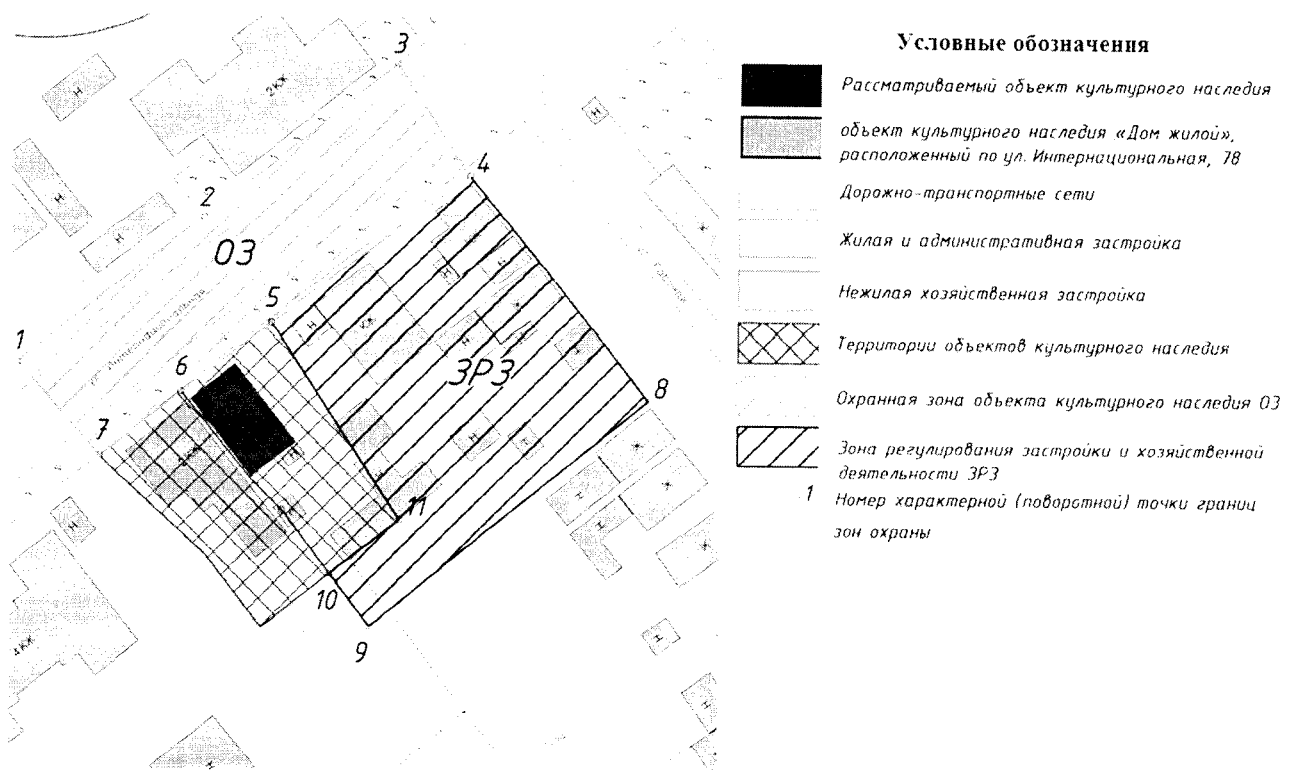 Условные обозначения
Рассматриваемый объект культурного наследия
объект культурного наследия «Дом жилой»,
расположенный по ул. Интернациональная, 78
Дорожно-транспортные сети
Жилая и административная застройка
Нежилая хозяйственная застройка
Территории объектов культурного наследия
Охранная зона объекта культурного наследия ОЗ
Зона регулирования застройки и хозяйственной
деятельности ЗРЗ
1 Номер характерной (поворотной) точки границ
зон охраны
3
Н
2КЖ
Н
4
Н
2
Н
Н
ОЗ
5
1
Н
ЗРЗ
6
8
7
11
10
9
4КЖ
Н
Н
Ж
Ж
Ж